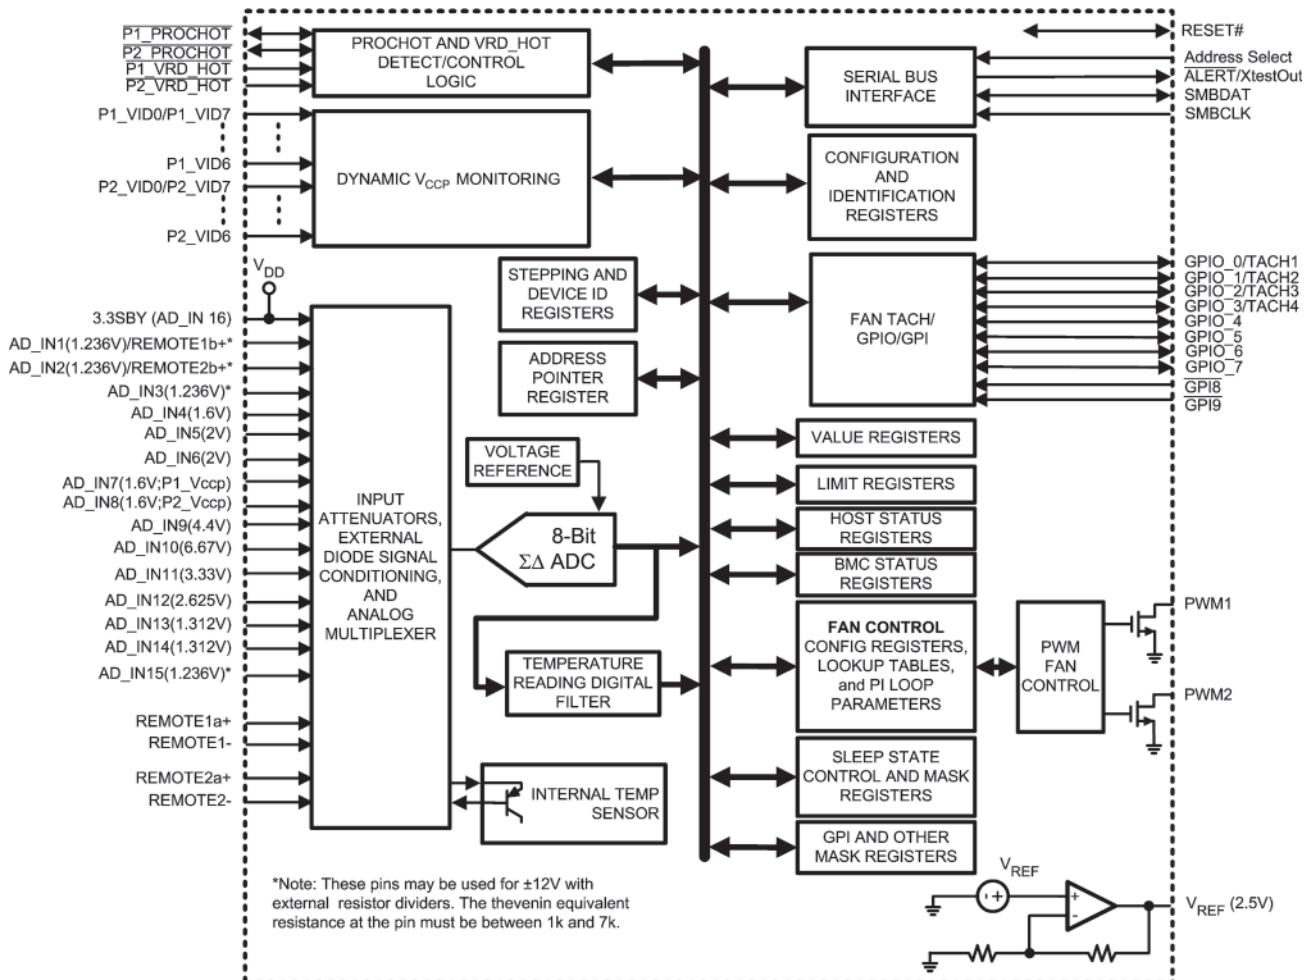 P1_PROCHOT
P2_PROCHOT
P1_VRD_HOT
P2_VRD_HOT
PROCHOT AND VRD_HOT
DETECT/CONTROL
LOGIC
P1_VID0/P1_VID7
P1_VID6
P2_VID0/P2_VID7
P2_VID6
DYNAMIC VCCP MONITORING
VDD
3.3SBY (AD_IN 16)
AD_IN1(1.236V)/REMOTE1b+*
AD_IN2(1.236V)/REMOTE2b+*
AD_IN3(1.236V)*
AD_IN4(1.6V)
AD_IN5(2V)
AD_IN6(2V)
AD_IN7(1.6V;P1_Vccp)
AD_IN8(1.6V;P2_Vccp)
AD_IN9(4.4V)
AD_IN10(6.67V)
AD_IN11(3.33V)
AD_IN12(2.625V)
AD_IN13(1.312V)
AD_IN14(1.312V)
AD_IN15(1.236V)*
REMOTE1a+
REMOTE1-
REMOTE2a+
REMOTE2-
INPUT
ATTENUATORS,
EXTERNAL
DIODE SIGNAL
CONDITIONING,
AND
ANALOG
MULTIPLEXER
STEPPING AND
DEVICE ID
REGISTERS
ADDRESS
POINTER
REGISTER
VOLTAGE
REFERENCE
8-Bit
ΣΔ ADC
TEMPERATURE
READING DIGITAL
FILTER
INTERNAL TEMP
SENSOR
*Note: These pins may be used for ±12V with
external resistor dividers. The thevenin equivalent
resistance at the pin must be between 1k and 7k.
SERIAL BUS
INTERFACE
RESET#
Address Select
ALERT/XtestOut
SMBDAT
SMBCLK
CONFIGURATION
AND
IDENTIFICATION
REGISTERS
FAN TACH/
GPIO/GPI
GPIO_0/TACH1
GPIO_1/TACH2
GPIO_2/TACH3
GPIO_3/TACH4
GPIO_4
GPIO_5
GPIO_6
GPIO_7
GPI8
GPI9
VALUE REGISTERS
LIMIT REGISTERS
HOST STATUS
REGISTERS
BMC STATUS
REGISTERS
FAN CONTROL
CONFIG REGISTERS,
LOOKUP TABLES,
and PI LOOP
PARAMETERS
PWM
FAN
CONTROL
PWM1
PWM2
SLEEP STATE
CONTROL AND MASK
REGISTERS
GPI AND OTHER
MASK REGISTERS
VREF
- +
+
-
VREF (2.5V)